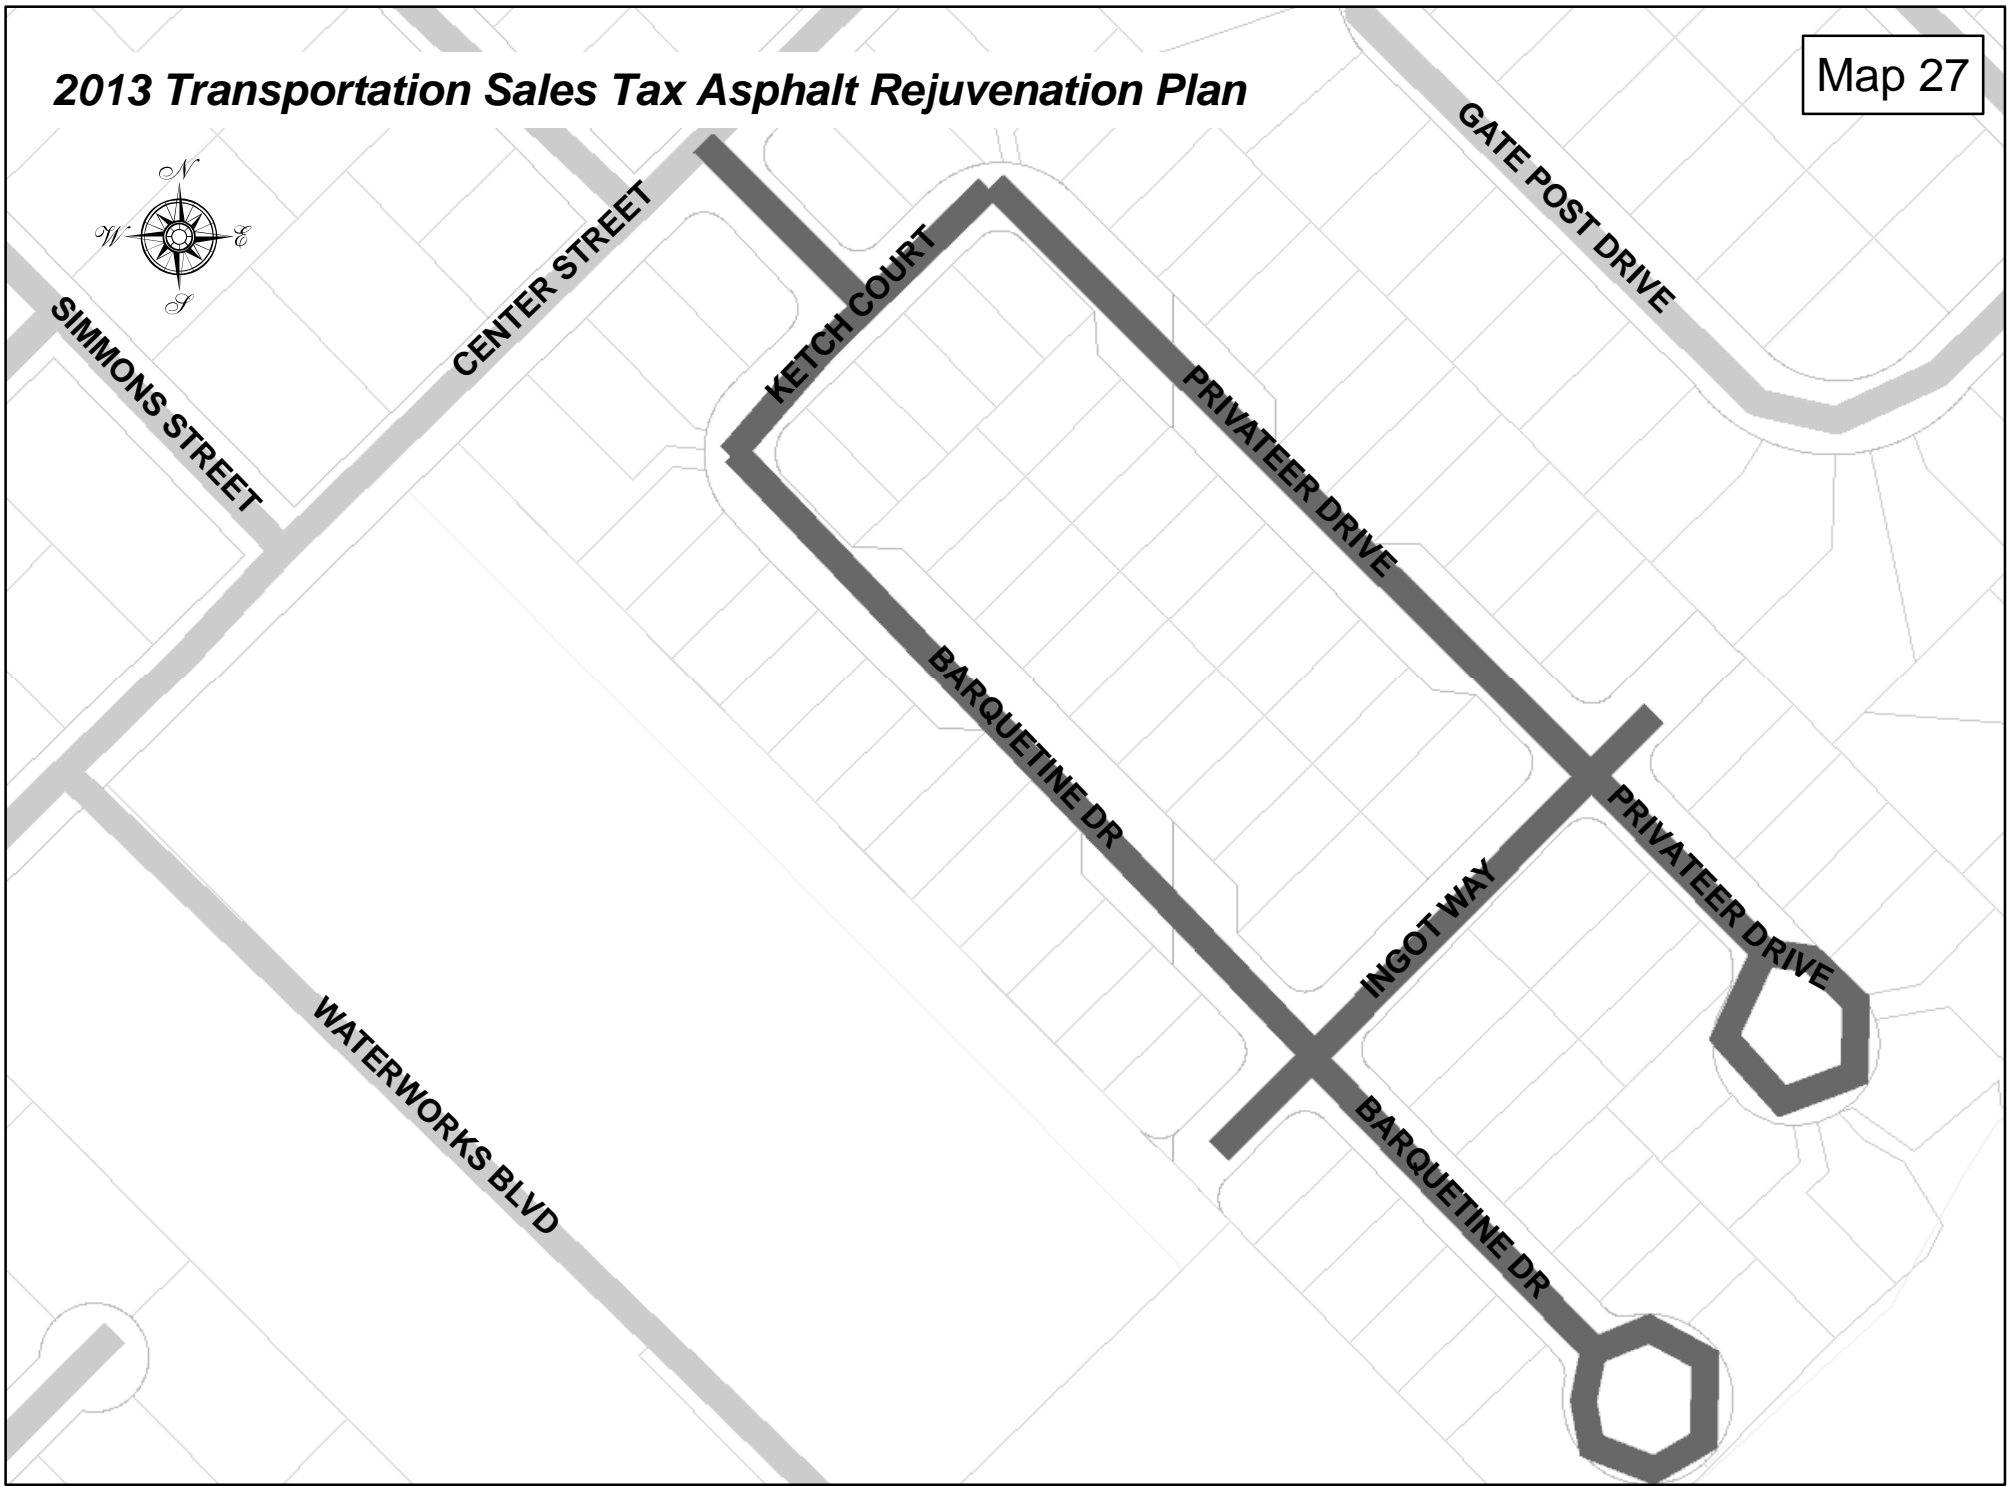 2013 Transportation Sales Tax Asphalt Rejuvenation Plan
Map 27
N
W
E
S
GATE POST DRIVE
CENTER STREET
KETCH COURT
SIMMONS STREET
PRIVATEER DRIVE
BARQUETINE DR
PRIVATEER DRIVE
INGOT WAY
WATERWORKS BLVD
BARQUETINE DR